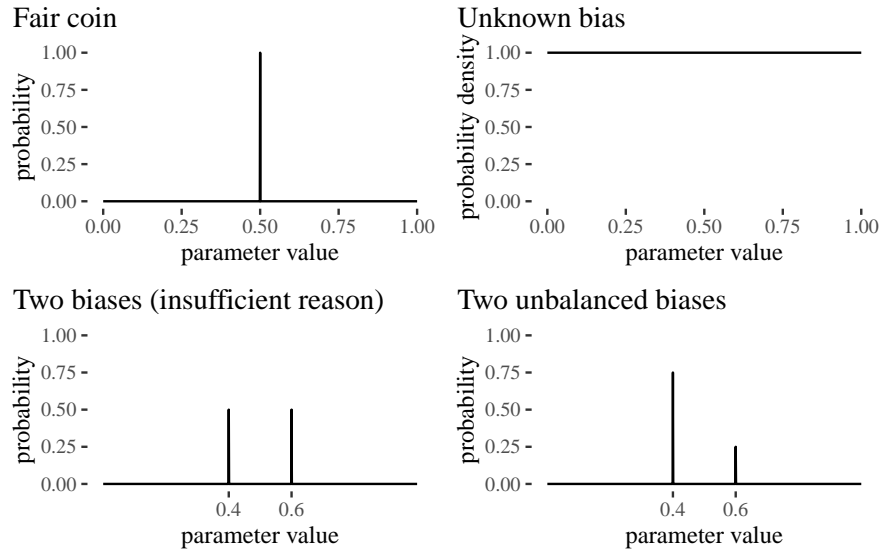 Fair coin
probability
1.00
0.75
0.50
0.25
0.00
0.00 0.25 0.50 0.75 1.00
parameter value
Unknown bias
probability density
1.00
0.75
0.50
0.25
0.00
0.00 0.25 0.50 0.75 1.00
parameter value
Two biases (insufficient reason)
probability
1.00
0.75
0.50
0.25
0.00
0.4 0.6
parameter value
Two unbalanced biases
probability
1.00
0.75
0.50
0.25
0.00
0.4 0.6
parameter value